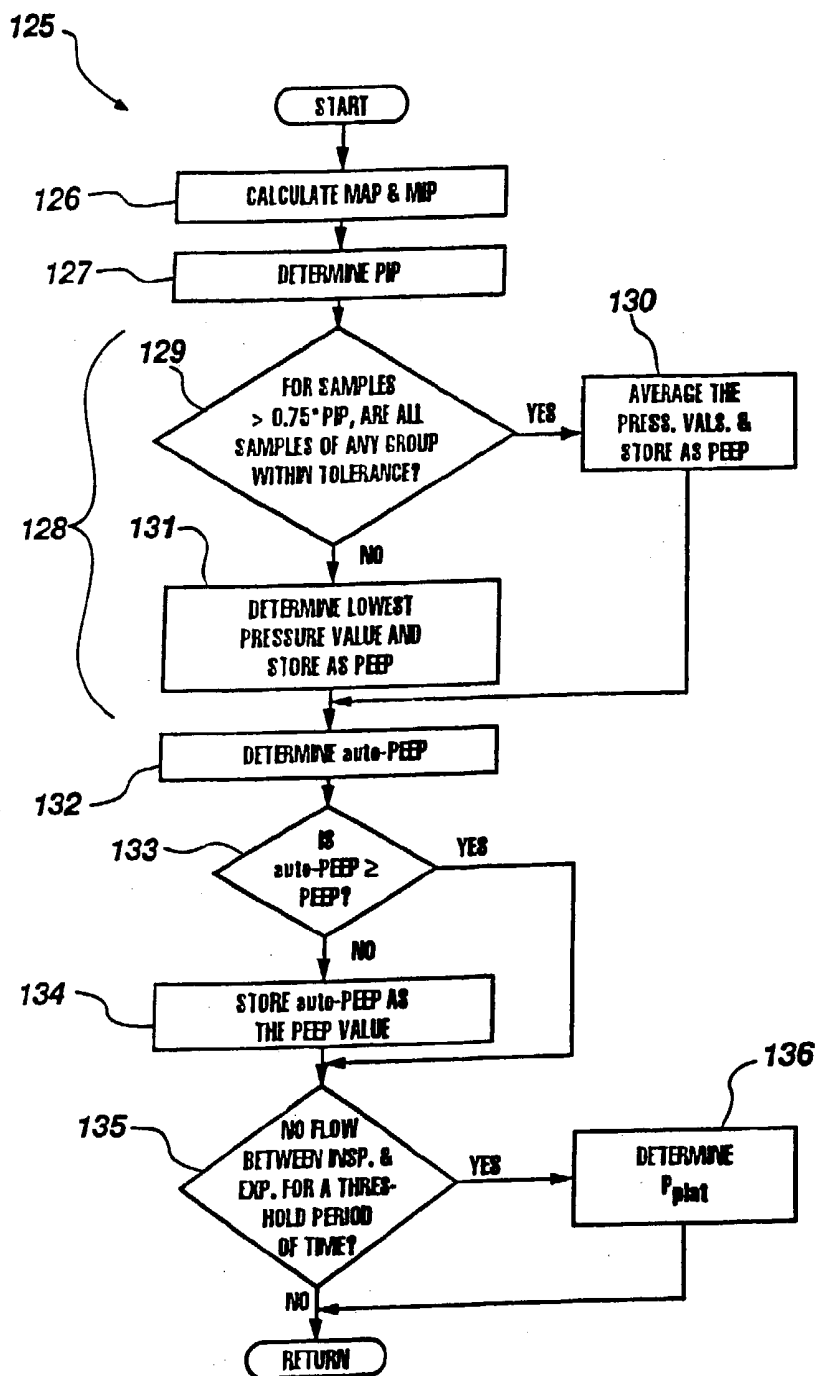 125
START
126
CALCULATE MAP & MIP
127
DETERMINE PIP
128
129
FOR SAMPLES
> 0.75* PIP, ARE ALL
SAMPLES OF ANY GROUP
WITHIN TOLERANCE?
YES
130
AVERAGE THE
PRESS. VALS. &
STORE AS PEEP
NO
131
DETERMINE LOWEST
PRESSURE VALUE AND
STORE AS PEEP
132
DETERMINE auto-PEEP
133
IS
auto-PEEP ≥
PEEP?
YES
NO
134
STORE auto-PEEP AS
THE PEEP VALUE
135
NO FLOW
BETWEEN INSP. &
EXP. FOR A THRES-
HOLD PERIOD
OF TIME?
YES
136
DETERMINE
Pplat
NO
RETURN